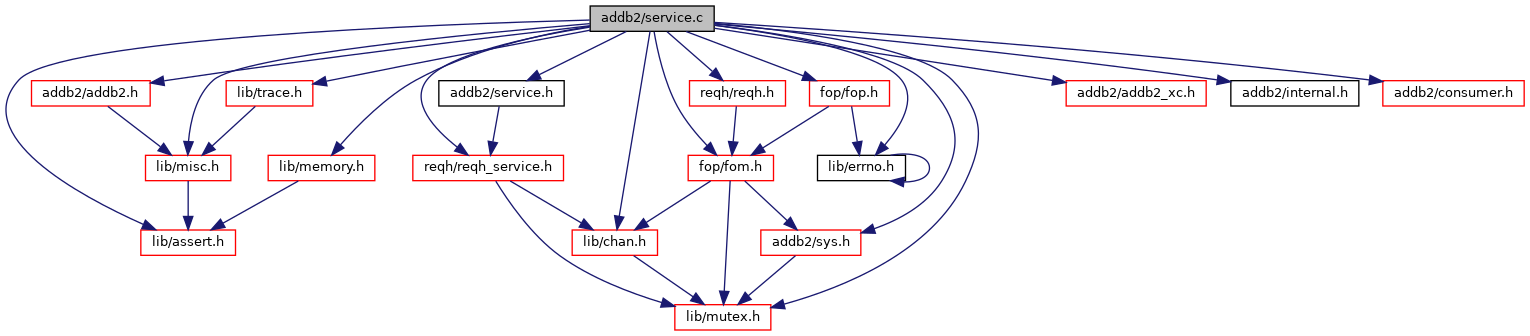 addb2/service.c
addb2/addb2.h
lib/trace.h
addb2/service.h
reqh/reqh.h
fop/fop.h
addb2/addb2_xc.h
addb2/internal.h
addb2/consumer.h
lib/misc.h
lib/memory.h
reqh/reqh_service.h
fop/fom.h
lib/errno.h
lib/assert.h
lib/chan.h
addb2/sys.h
lib/mutex.h